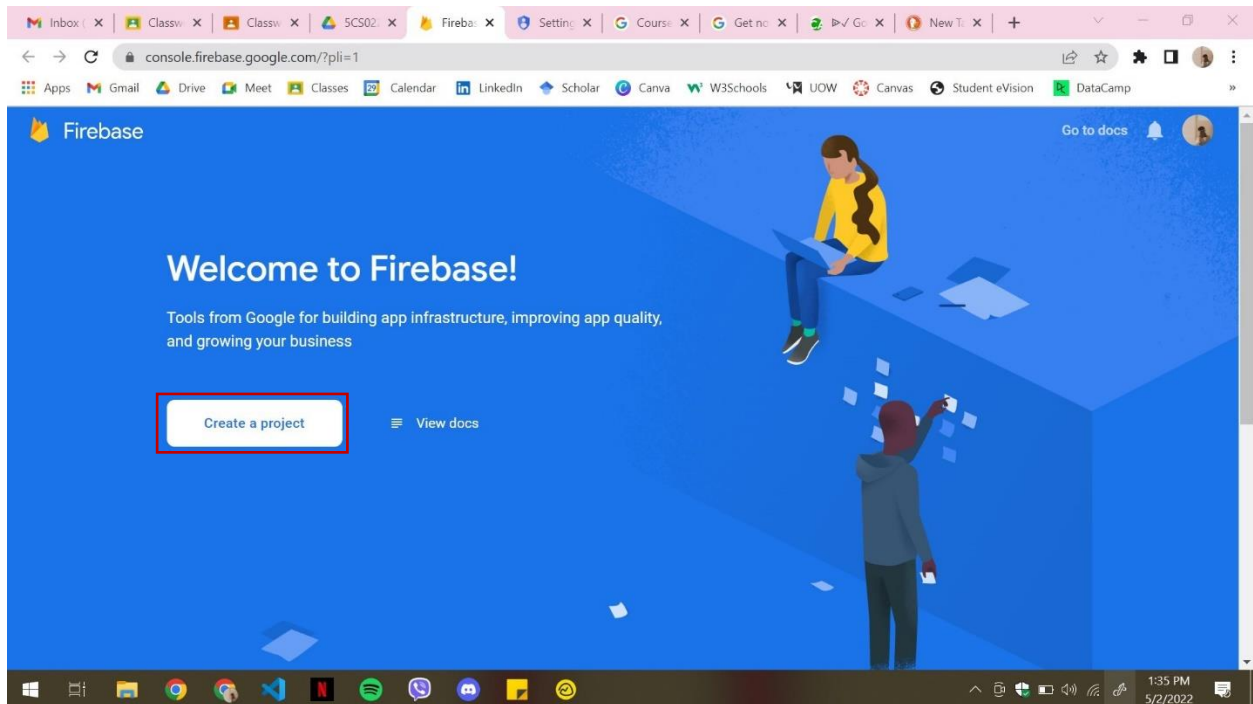 Inbox (
Classw
Classw
5CS02
Fireba
Setting
Course
Get no
Go
New Ta
console.firebase.google.com/?pli=1
Apps
Gmail
Drive
Meet
Classes
Calendar
LinkedIn
Scholar
Canva
W3Schools
UOW
Canvas
Student eVision
DataCamp
»
Firebase
Go to docs
Welcome to Firebase!
Tools from Google for building app infrastructure, improving app quality,
and growing your business
Create a project
View docs
1:35 PM
5/2/2022